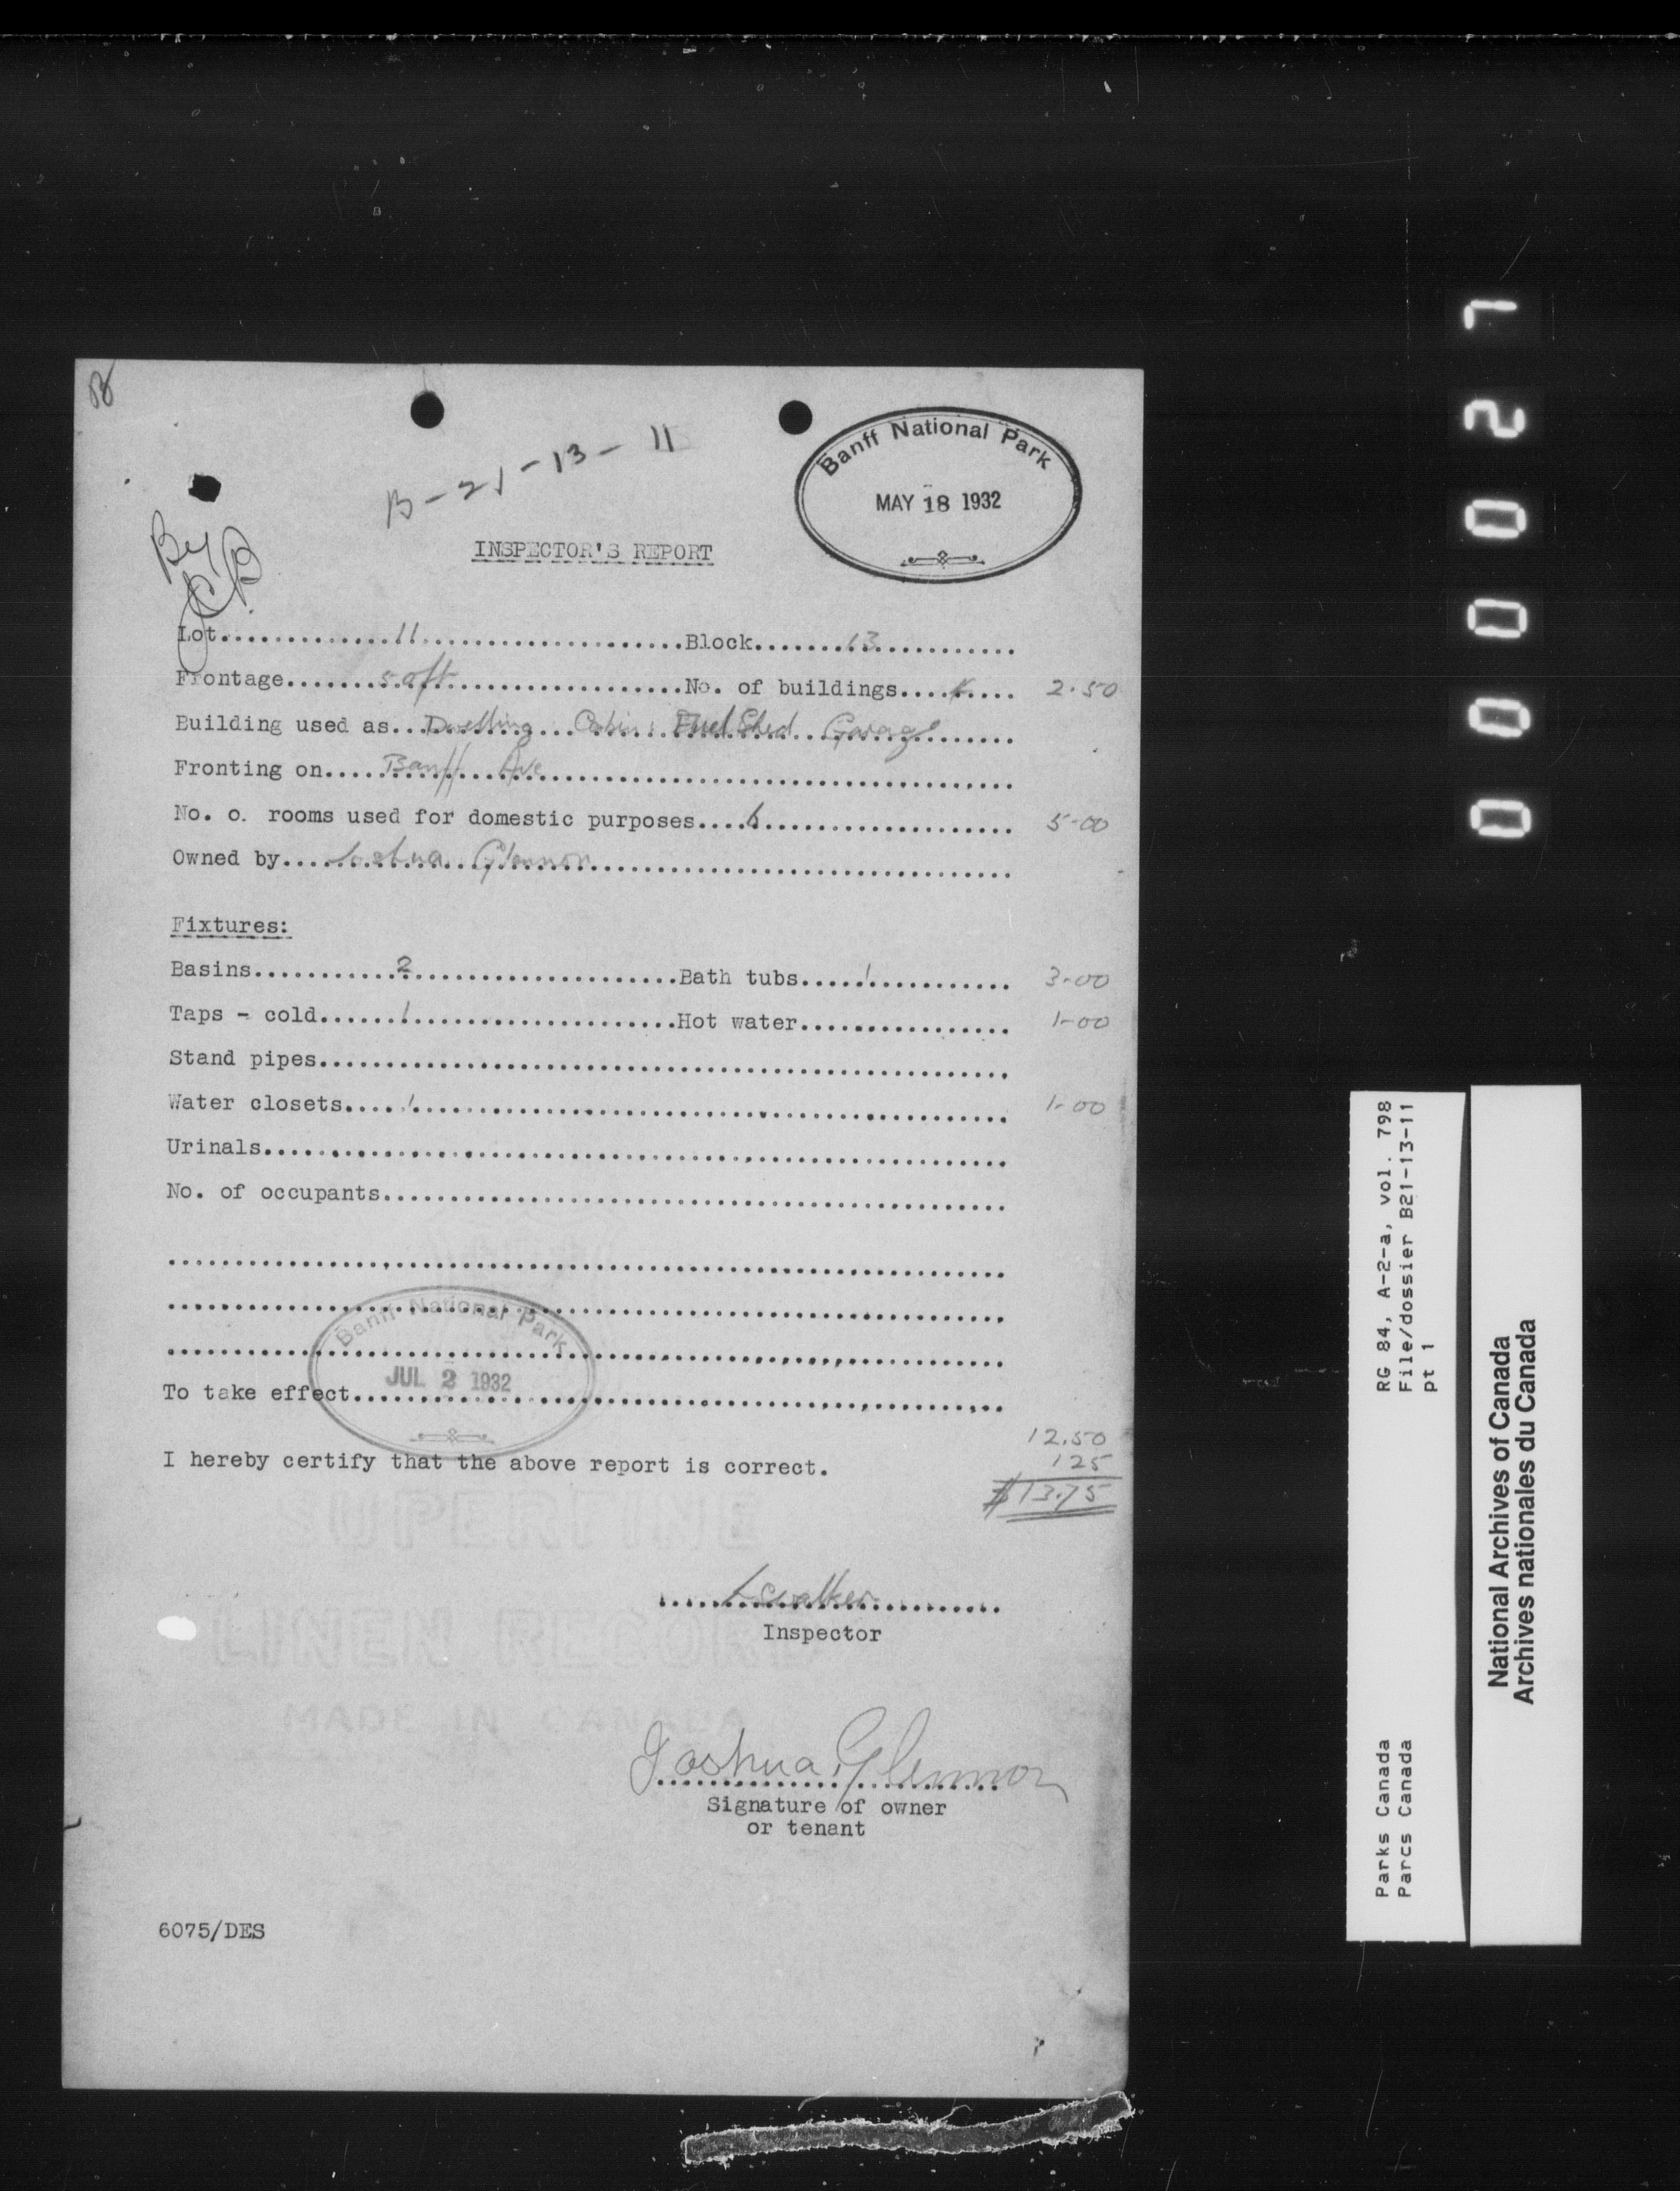 B
B-21-13-11
Banff National Park
MAY 18 1932
By
INSPECTOR'S REPORT
Lot..............11............................Block........13...........
Frontage........50ft.......................No. of buildings....4.... 2.50
Building used as...Dwelling...Cabin...Fuel Shed...Garage......
Fronting on.....Banff Ave....................................
No. o. rooms used for domestic purposes....6................... 5-00
Owned by....Joshua Glennon................................
Fixtures:
Basins...........2....................Bath tubs.....1........... 3-00
Taps - cold......1....................Hot water................ 1-00
Stand pipes....................................................
Water closets....1............................................. 1-00
Urinals........................................................
No. of occupants...............................................
Banff National Park
JUL 2 1932
To take effect.................................................
12.50
I hereby certify that the above report is correct. 125
$13.75
SUPERFINE
LINEN RECORD
MADE IN CANADA
Walker
Inspector
Joshua Glennon
Signature of owner
or tenant
6075/DES
0000027
RG 84, A-2-a, vol. 798
File/dossier B21-13-11
pt 1
Parks Canada
Parcs Canada
National Archives of Canada
Archives nationales du Canada